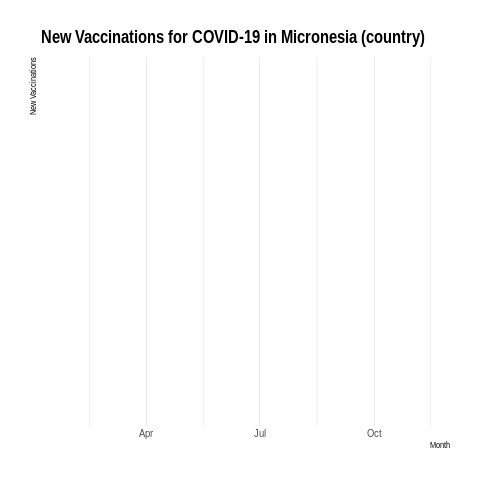 New Vaccinations for COVID-19 in Micronesia (country)
New Vaccinations
Apr Jul Oct
Month